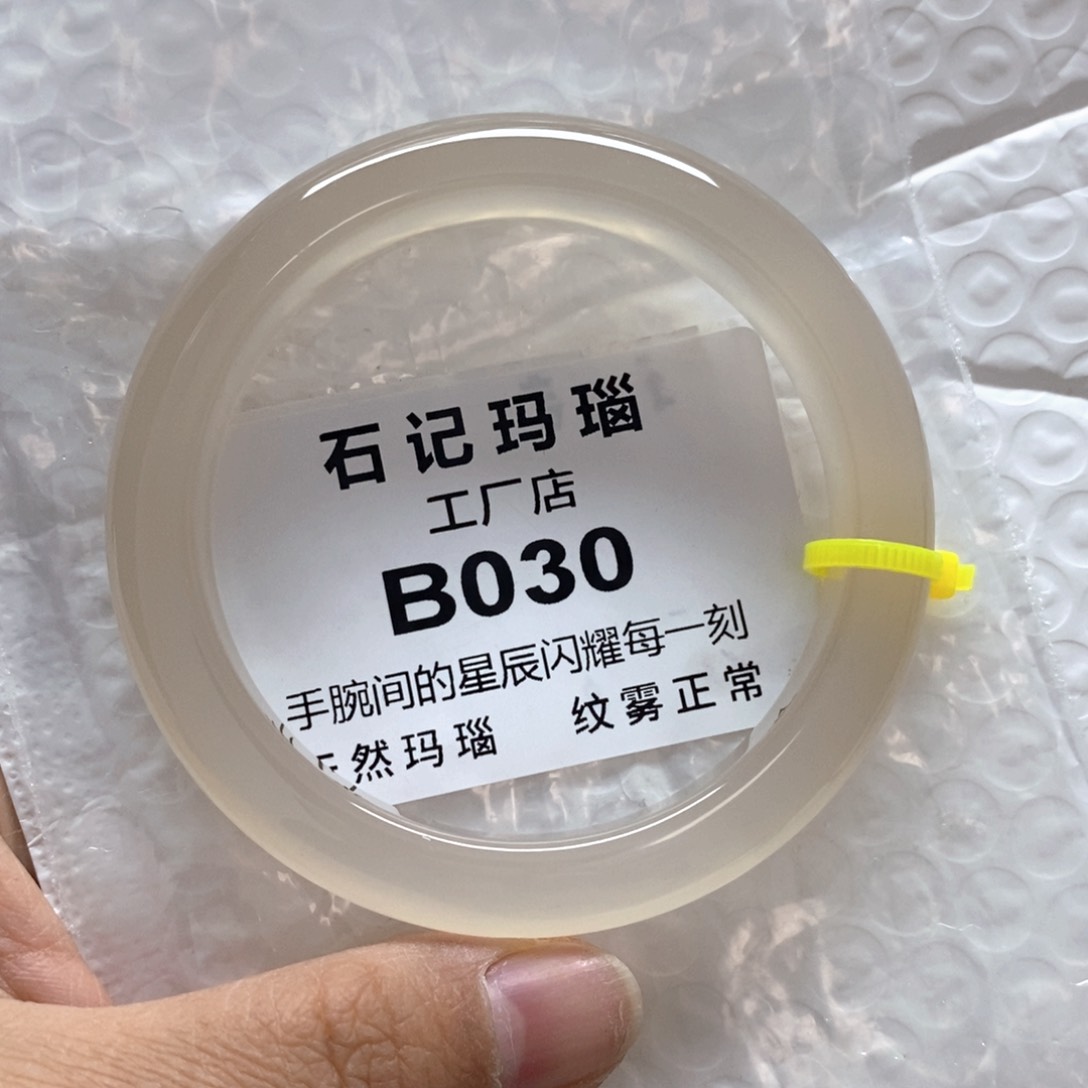 石记玛瑙
工厂店
B030
手腕间的星辰闪耀每一刻
天然玛瑙 纹雾正常